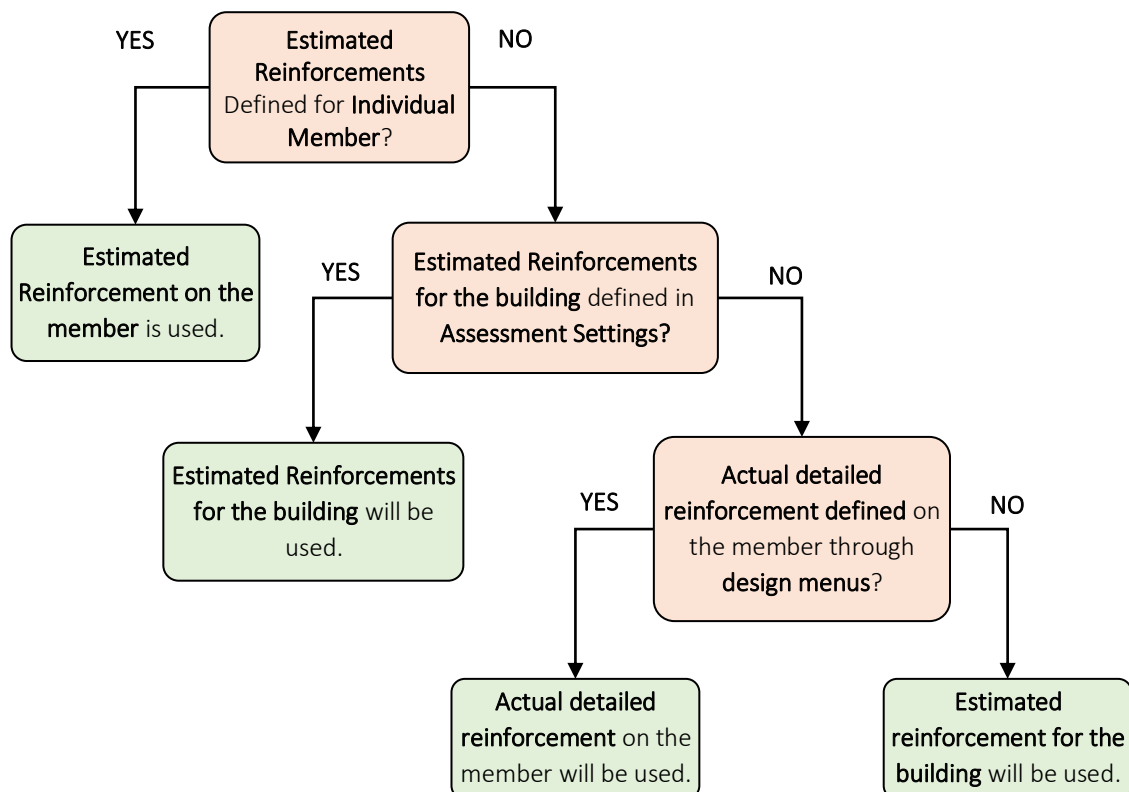 YES
Estimated
Reinforcements
Defined for Individual
Member?
NO
Estimated
Reinforcement on the
member is used.
YES
Estimated Reinforcements
for the building defined in
Assessment Settings?
NO
Estimated Reinforcements
for the building will be
used.
YES
Actual detailed
reinforcement defined on
the member through
design menus?
NO
Actual detailed
reinforcement on the
member will be used.
Estimated
reinforcement for the
building will be used.